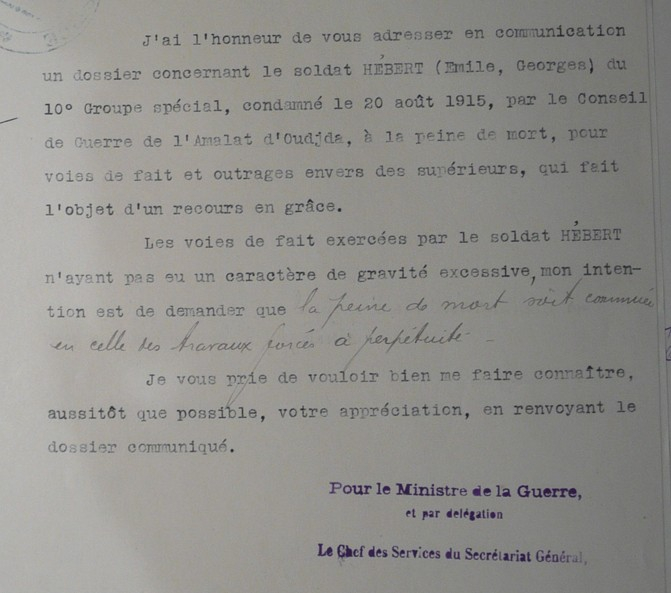 J'ai l'honneur de vous adresser en communication
un dossier concernant le soldat HÉBERT (Emile, Georges) du
10° Groupe spécial, condamné le 20 août 1915, par le Conseil
de Guerre de l'Amalat d'Oudjda, à la peine de mort, pour
voies de fait et outrages envers des supérieurs, qui fait
l'objet d'un recours en grâce.
Les voies de fait exercées par le soldat HÉBERT
n'ayant pas eu un caractère de gravité excessive, mon inten-
tion est de demander que la peine de mort soit commuée
en celle des travaux forcés à perpétuité -
Je vous prie de vouloir bien me faire connaître,
aussitôt que possible, votre appréciation, en renvoyant le
dossier communiqué.
Pour le Ministre de la Guerre,
et par délégation
Le Chef des Services du Secrétariat Général,